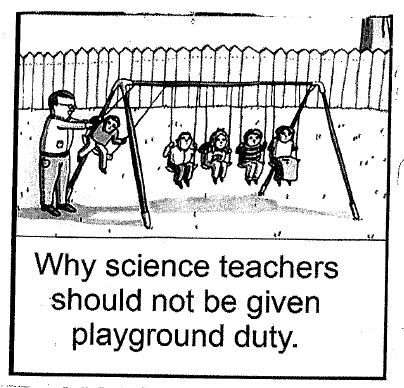 Why science teachers
should not be given
playground duty.